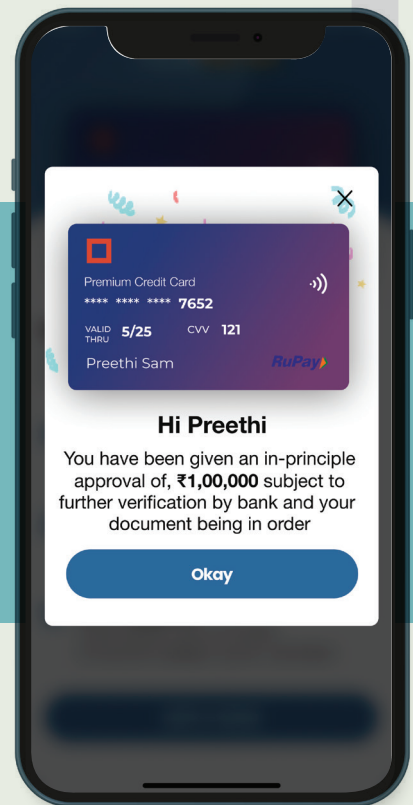 Premium Credit Card
**** **** **** 7652
VALID THRU 5/25 CVV 121
Preethi Sam
RuPay
Hi Preethi
You have been given an in-principle
approval of, ₹1,00,000 subject to
further verification by bank and your
document being in order
Okay